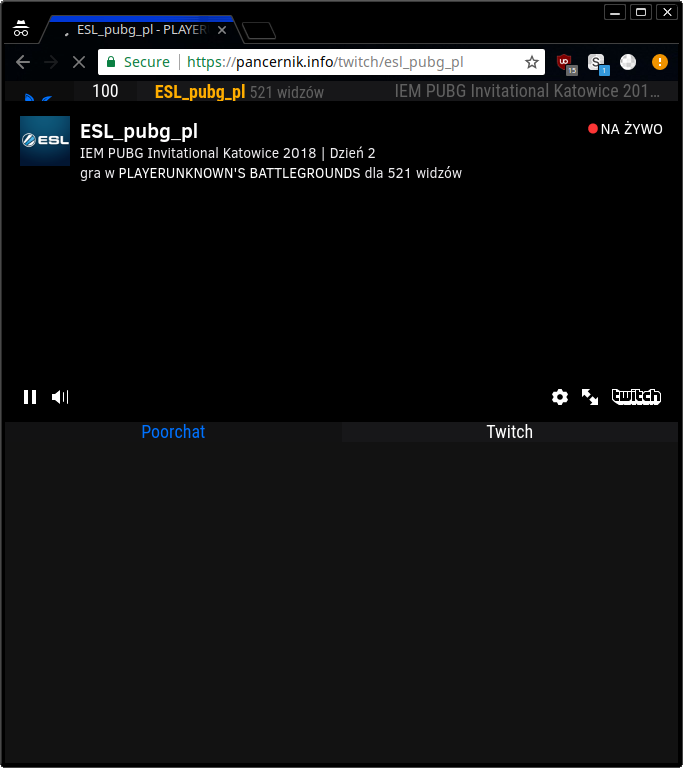 ESL_pubg_pl - PLAYER
Secure https://pancernik.info/twitch/esl_pubg_pl
uD
15
S
1
100 ESL_pubg_pl 521 widzów IEM PUBG Invitational Katowice 201…
ESL
ESL_pubg_pl
NA ŻYWO
IEM PUBG Invitational Katowice 2018 | Dzień 2
gra w PLAYERUNKNOWN'S BATTLEGROUNDS dla 521 widzów
twitch
Poorchat
Twitch